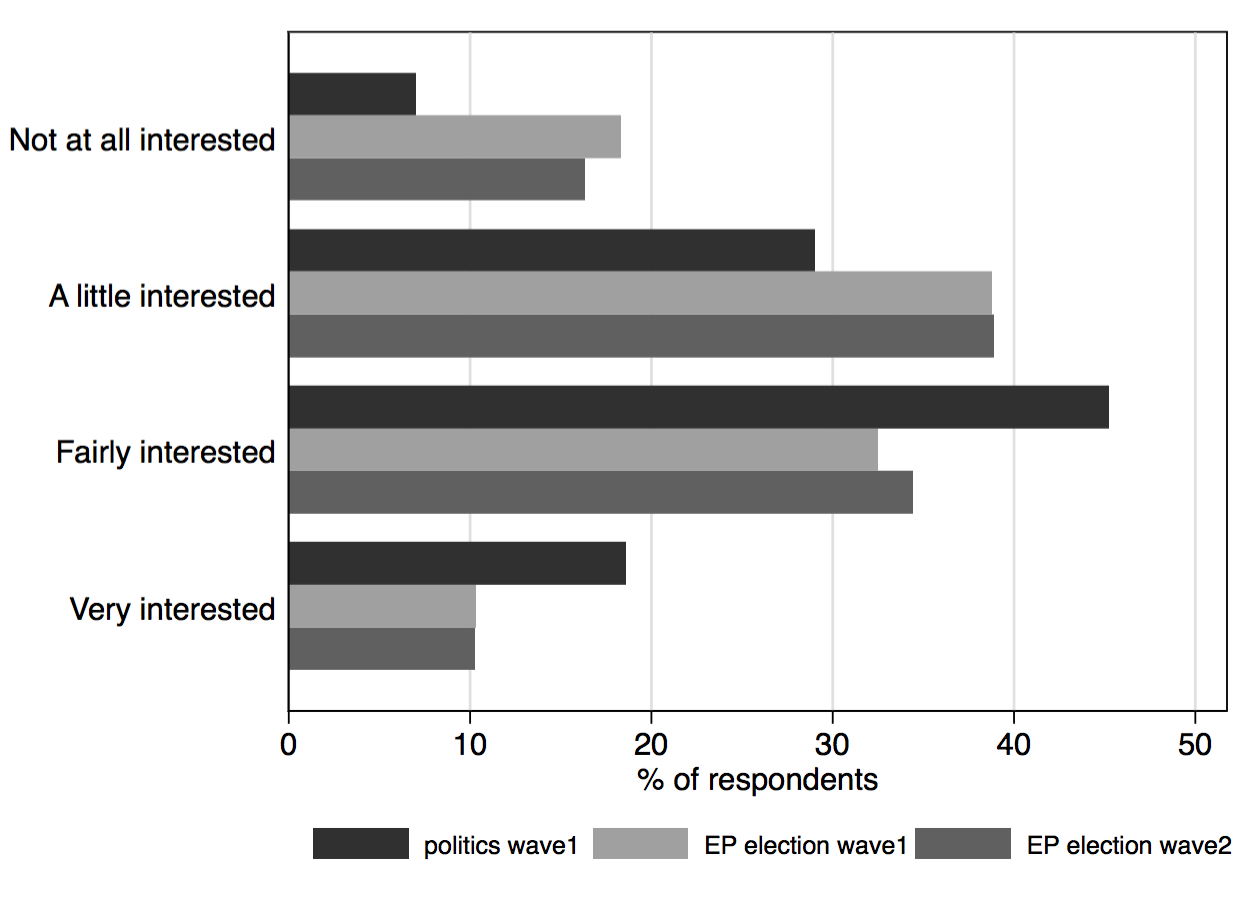 Not at all interested
A little interested
Fairly interested
Very interested
0 10 20 30 40 50
% of respondents
politics wave1 EP election wave1 EP election wave2